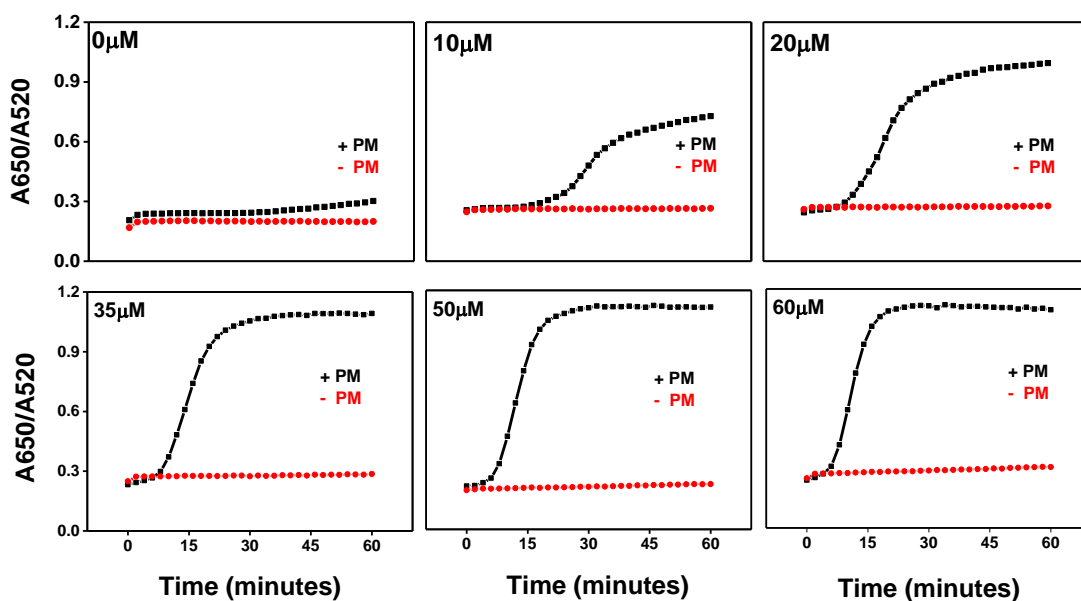 0μM
10μM
20μM
A650/A520
1.2
0.9
0.6
0.3
0.0
+ PM
- PM
+ PM
- PM
+ PM
- PM
35μM
50μM
60μM
A650/A520
1.2
0.9
0.6
0.3
0.0
+ PM
- PM
+ PM
- PM
+ PM
- PM
0 15 30 45 60
0 15 30 45 60
0 15 30 45 60
Time (minutes)
Time (minutes)
Time (minutes)